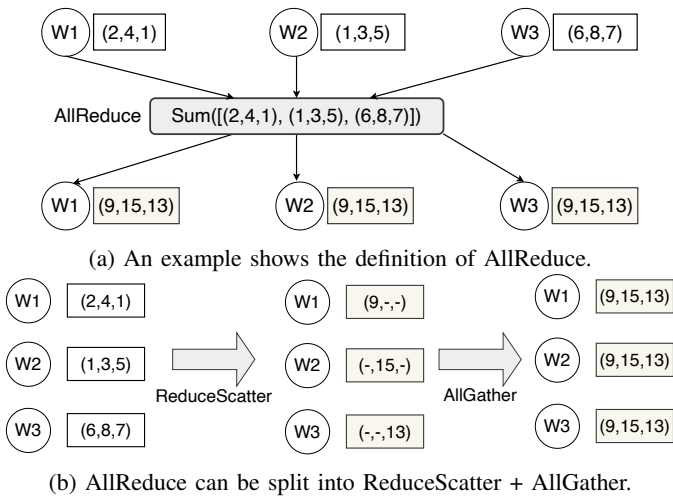 W1 (2,4,1) W2 (1,3,5) W3 (6,8,7)
AllReduce Sum([(2,4,1), (1,3,5), (6,8,7)])
W1 (9,15,13) W2 (9,15,13) W3 (9,15,13)
(a) An example shows the definition of AllReduce.
W1 (2,4,1) W1 (9,-,-) W1 (9,15,13)
W2 (1,3,5) W2 (-,15,-) W2 (9,15,13)
ReduceScatter AllGather
W3 (6,8,7) W3 (-,-,13) W3 (9,15,13)
(b) AllReduce can be split into ReduceScatter + AllGather.